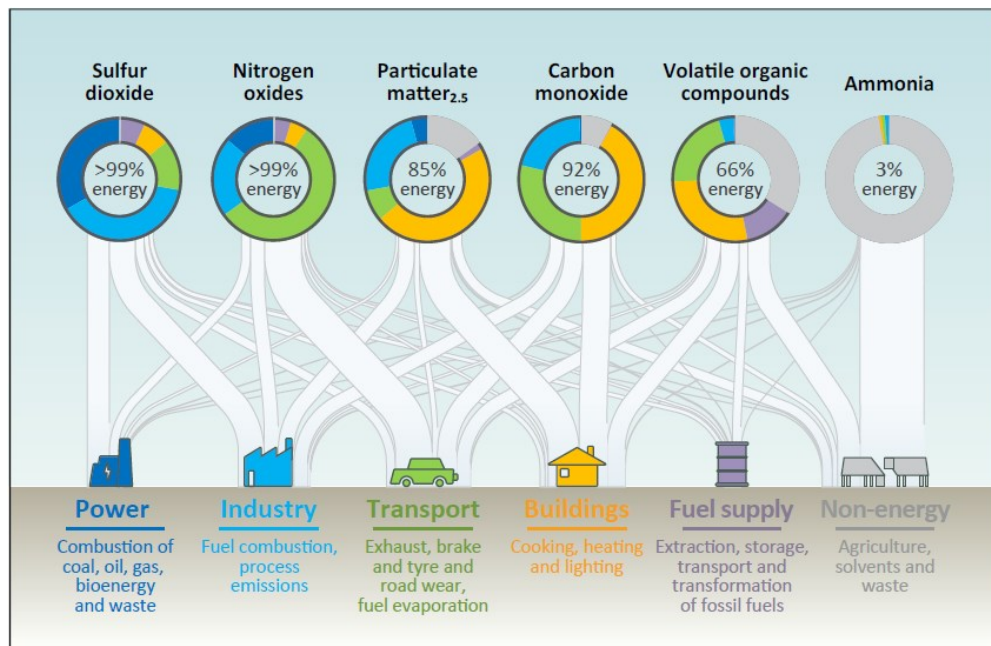 Sulfur
dioxide
Nitrogen
oxides
Particulate
matter2.5
Carbon
monoxide
Volatile organic
compounds
Ammonia
>99%
energy
>99%
energy
85%
energy
92%
energy
66%
energy
3%
energy
Power
Combustion of
coal, oil, gas,
bioenergy
and waste
Industry
Fuel combustion,
process
emissions
Transport
Exhaust, brake
and tyre and
road wear,
fuel evaporation
Buildings
Cooking, heating
and lighting
Fuel supply
Extraction, storage,
transport and
transformation
of fossil fuels
Non-energy
Agriculture,
solvents and
waste